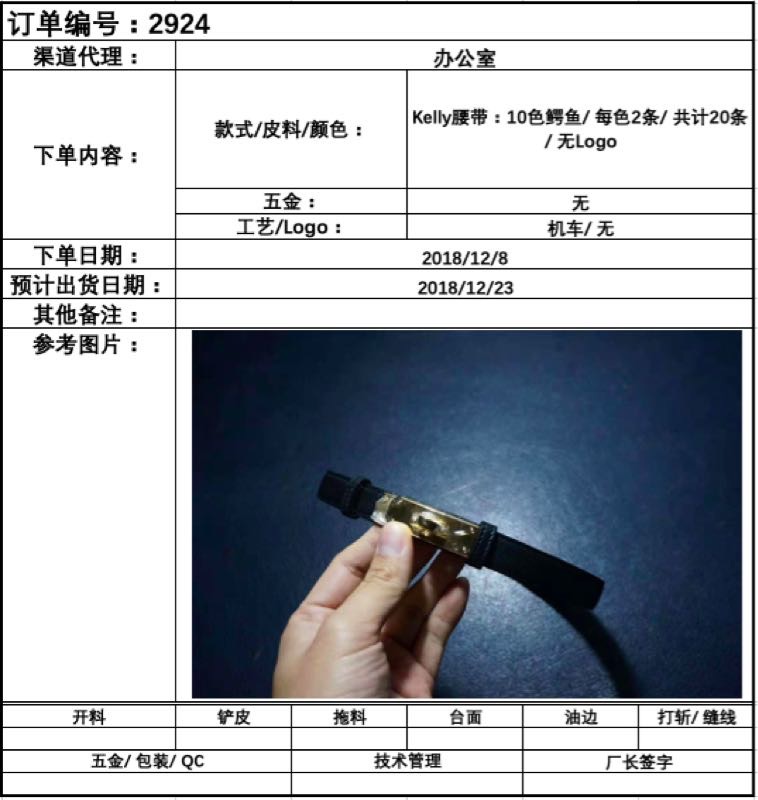 订单编号：2924
渠道代理：
办公室
下单内容：
款式/皮料/颜色：
Kelly腰带：10色鳄鱼/ 每色2条/ 共计20条
/ 无Logo
五金：
无
工艺/Logo：
机车/ 无
下单日期：
2018/12/8
预计出货日期：
2018/12/23
其他备注：
参考图片：
开料
铲皮
拖料
台面
油边
打斩/ 缝线
五金/ 包装/ QC
技术管理
厂长签字